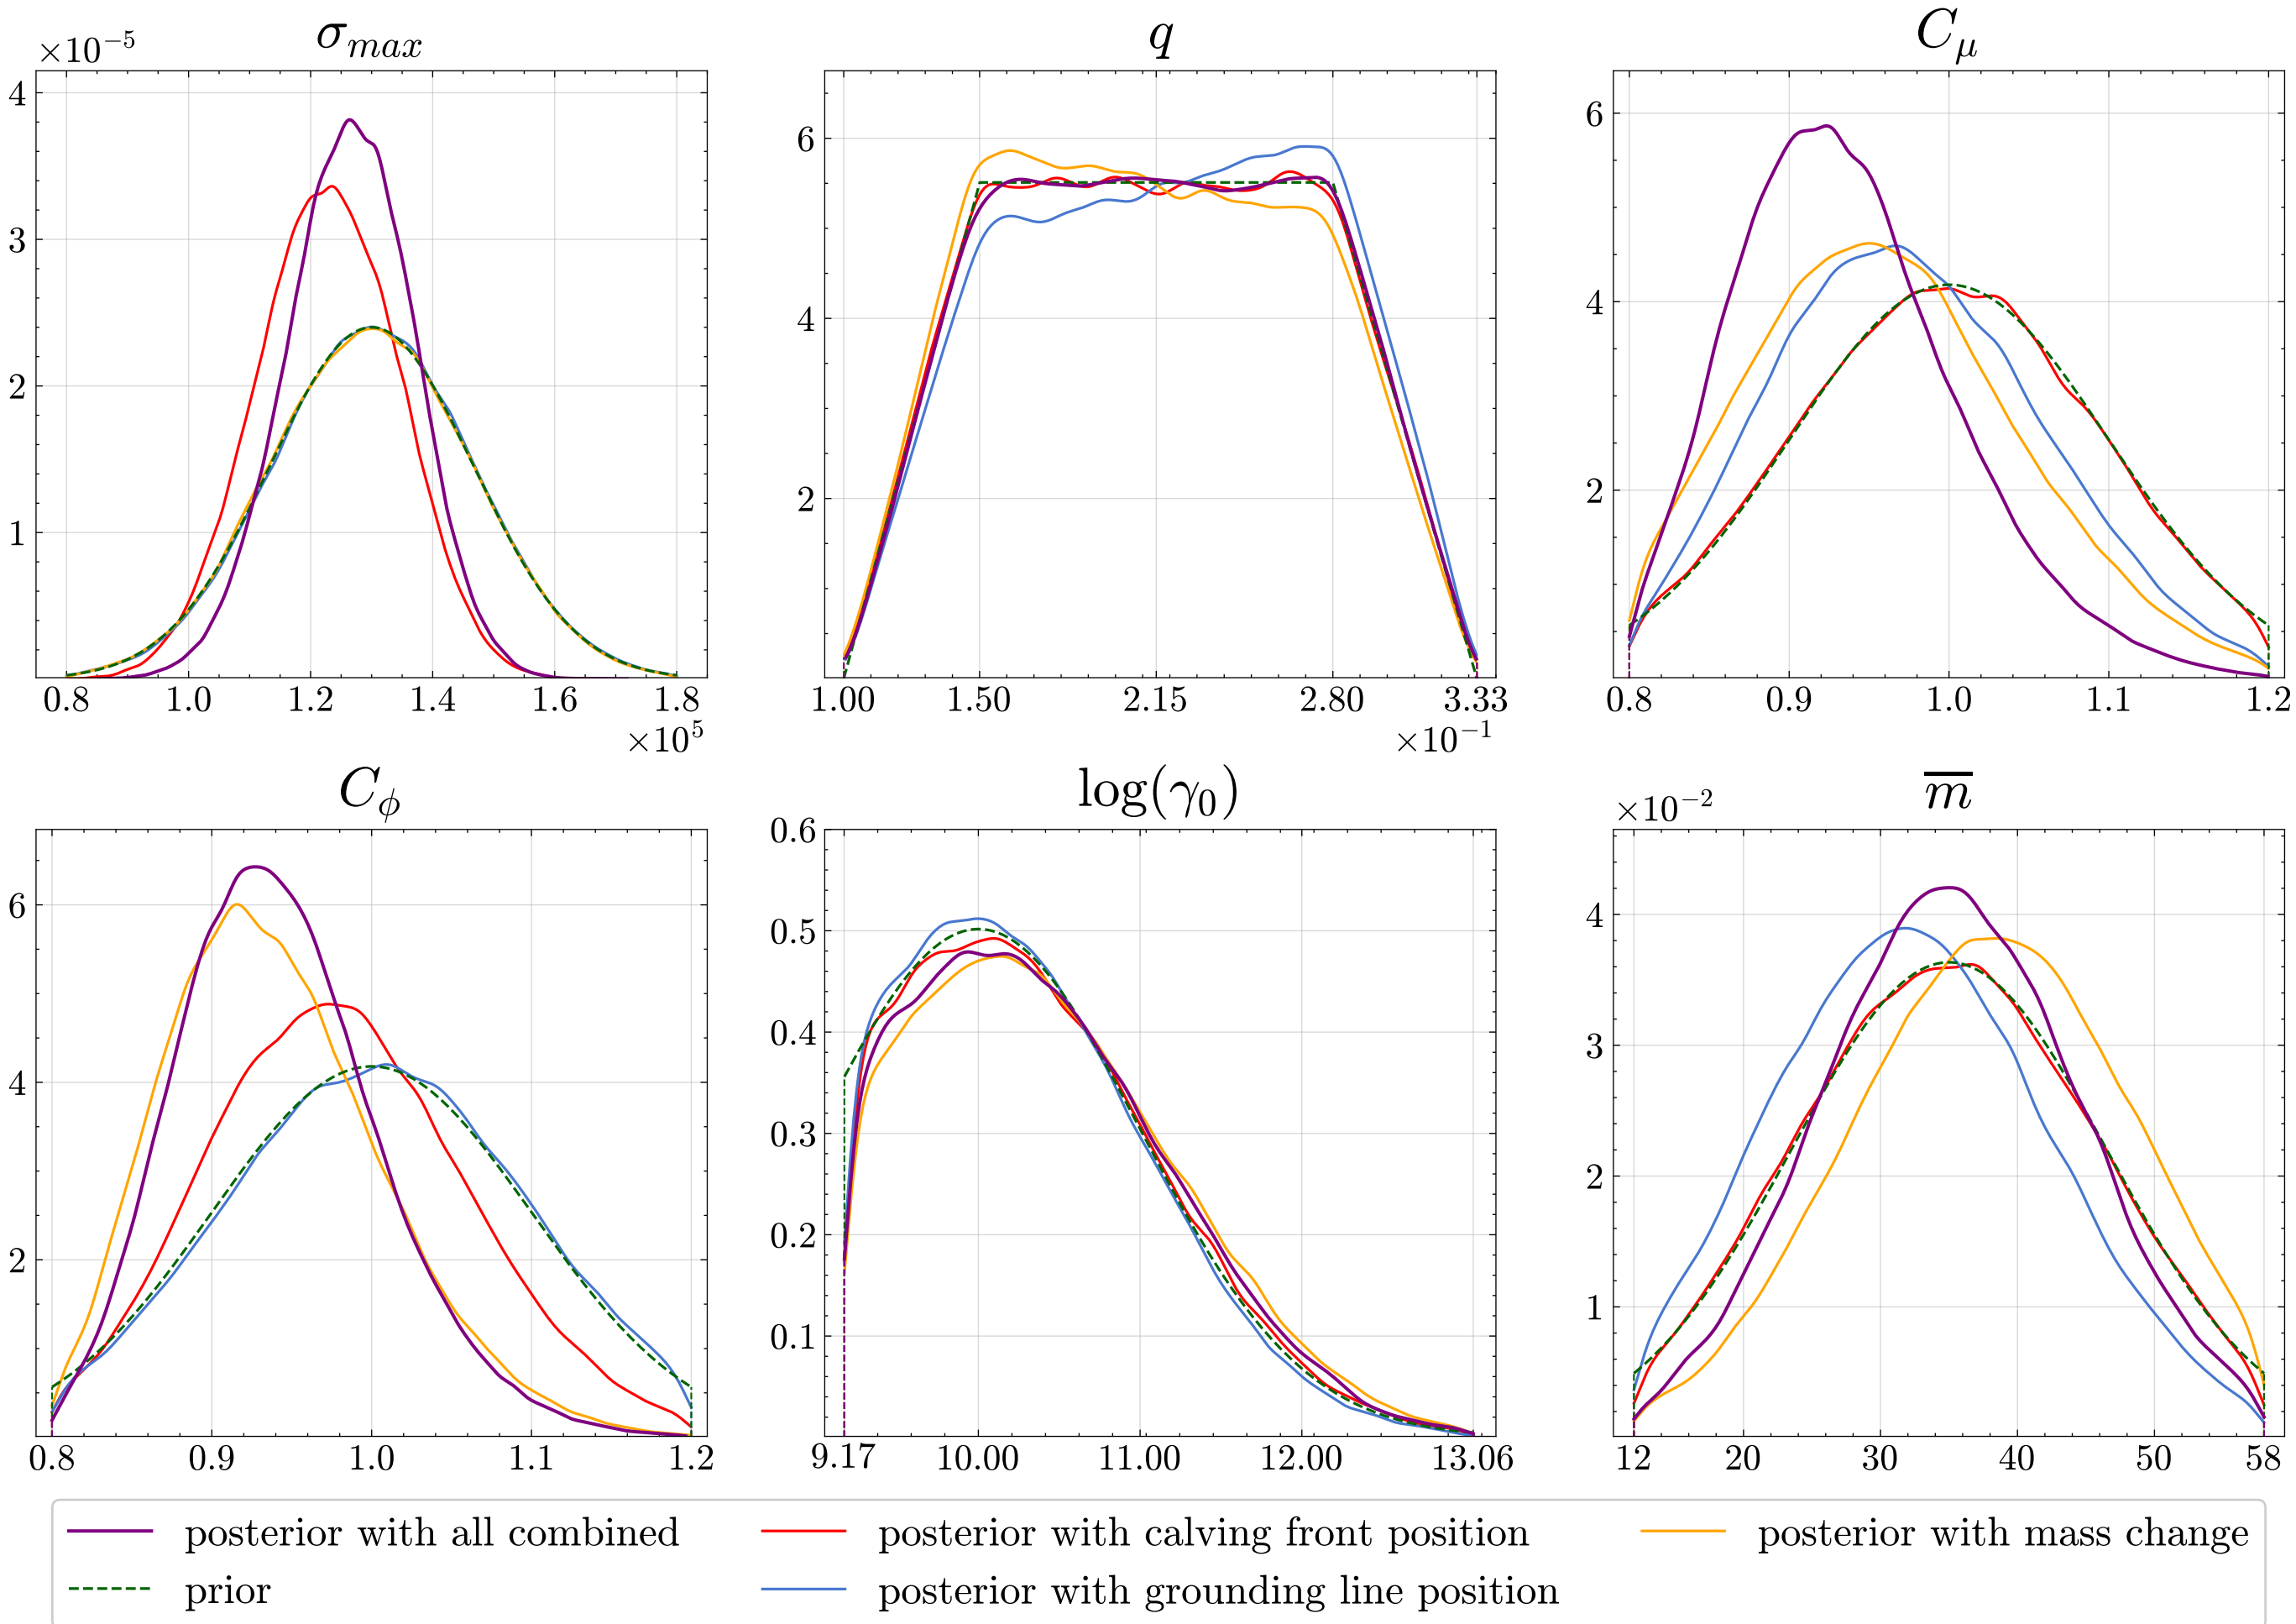 σ_max
×10⁻⁵
4
3
2
1
0.8 1.0 1.2 1.4 1.6 1.8
×10⁵
q
6
4
2
1.00 1.50 2.15 2.80 3.33
×10⁻¹
C_μ
6
4
2
0.8 0.9 1.0 1.1 1.2
C_ϕ
6
4
2
0.8 0.9 1.0 1.1 1.2
log(γ₀)
0.6
0.5
0.4
0.3
0.2
0.1
9.17 10.00 11.00 12.00 13.06
m̅
×10⁻²
4
3
2
1
12 20 30 40 50 58
posterior with all combined
prior
posterior with calving front position
posterior with grounding line position
posterior with mass change